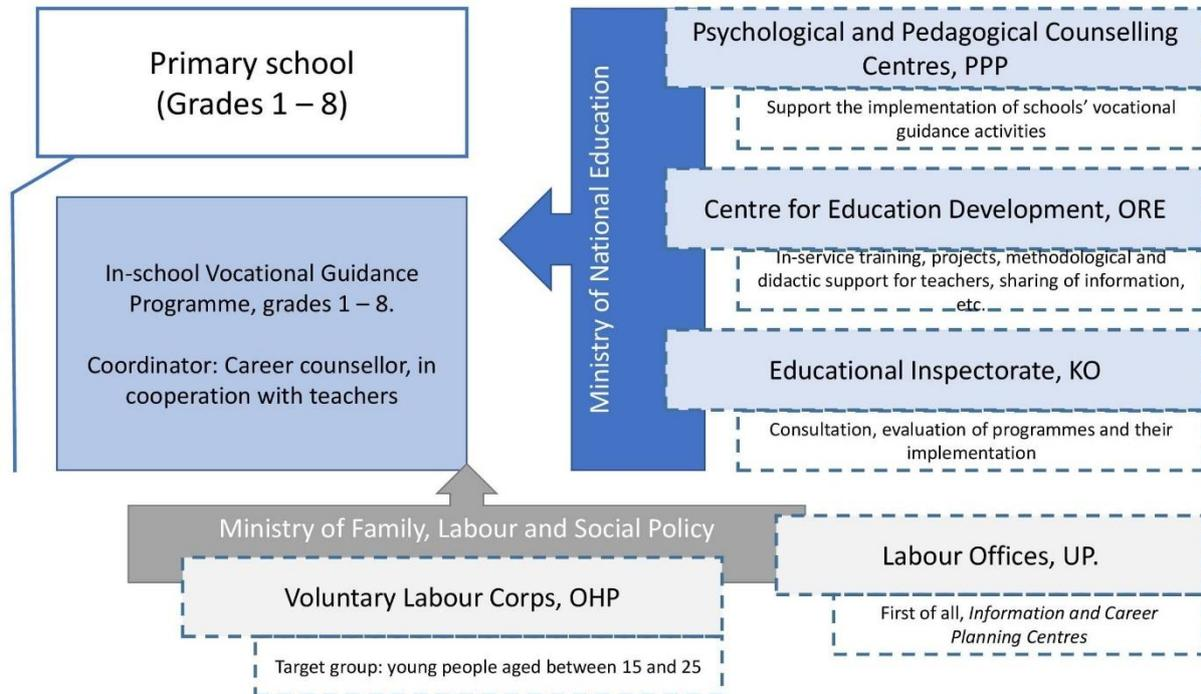 Primary school
(Grades 1 – 8)
In-school Vocational Guidance
Programme, grades 1 – 8.
Coordinator: Career counsellor, in
cooperation with teachers
Ministry of National Education
Psychological and Pedagogical Counselling
Centres, PPP
Support the implementation of schools’ vocational
guidance activities
Centre for Education Development, ORE
In-service training, projects, methodological and
didactic support for teachers, sharing of information,
etc.
Educational Inspectorate, KO
Consultation, evaluation of programmes and their
implementation
Ministry of Family, Labour and Social Policy
Voluntary Labour Corps, OHP
Target group: young people aged between 15 and 25
Labour Offices, UP.
First of all, Information and Career
Planning Centres